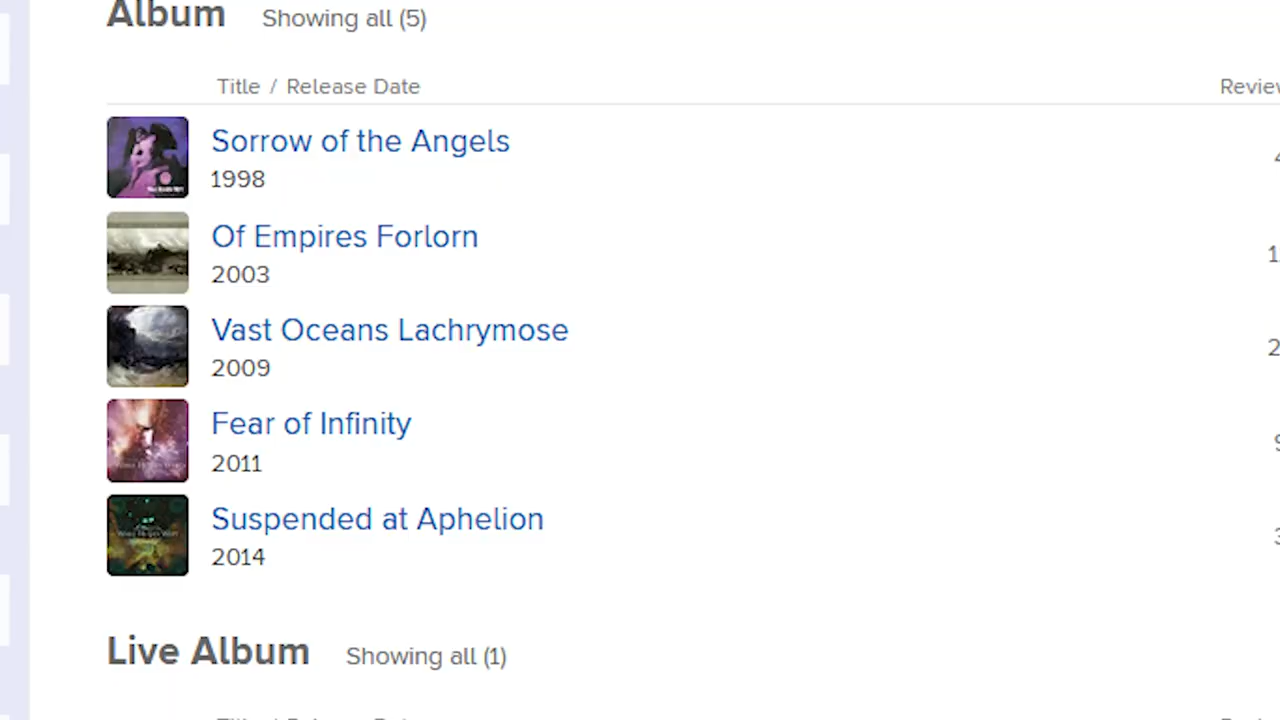 Album Showing all (5)
Title / Release Date
Sorrow of the Angels
1998
Of Empires Forlorn
2003
Vast Oceans Lachrymose
2009
Fear of Infinity
2011
Suspended at Aphelion
2014
Live Album Showing all (1)